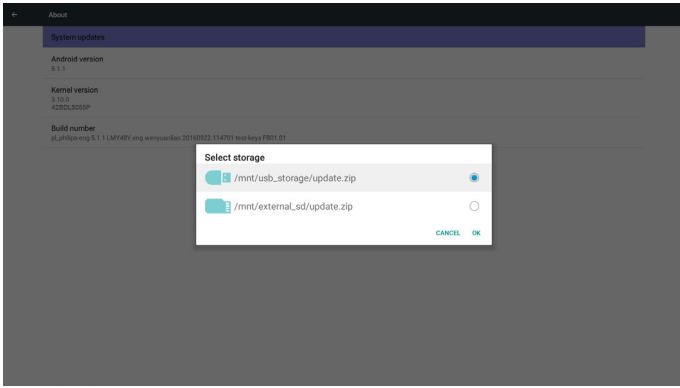 About
System updates
Android version
5.1.1
Kernel version
3.10.0
42BDL5055P
Build number
pl_philips-eng 5.1.1 LMY48Y eng.wenyuanliao.20160922.114701 test-keys FB01.01
Select storage
/mnt/usb_storage/update.zip
/mnt/external_sd/update.zip
CANCEL OK